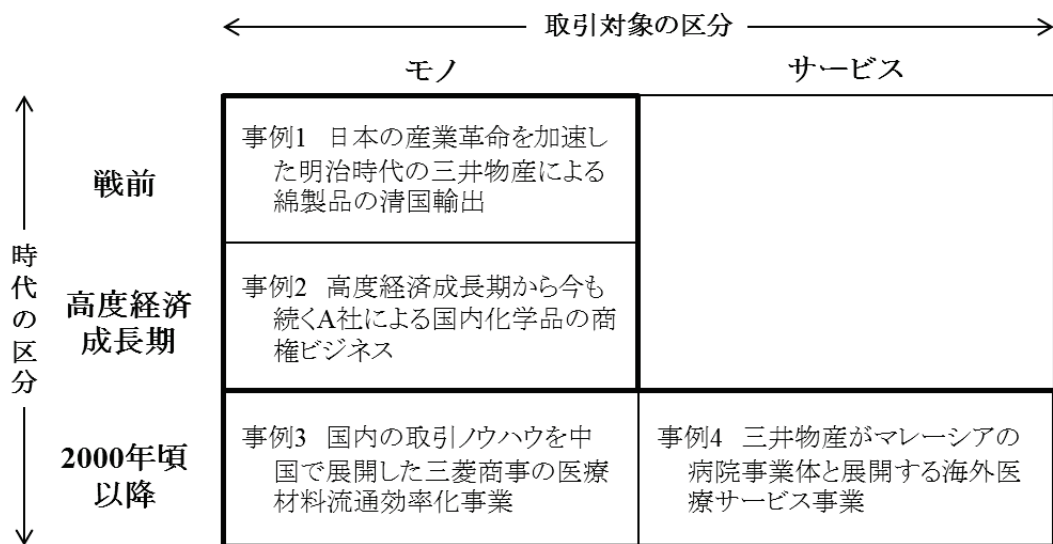 取引対象の区分
モノ
サービス
時代の区分
戦前
事例1 日本の産業革命を加速し
た明治時代の三井物産による
綿製品の清国輸出
高度経済
成長期
事例2 高度経済成長期から今も
続くA社による国内化学品の商
権ビジネス
2000年頃
以降
事例3 国内の取引ノウハウを中
国で展開した三菱商事の医療
材料流通効率化事業
事例4 三井物産がマレーシアの
病院事業体と展開する海外医
療サービス事業